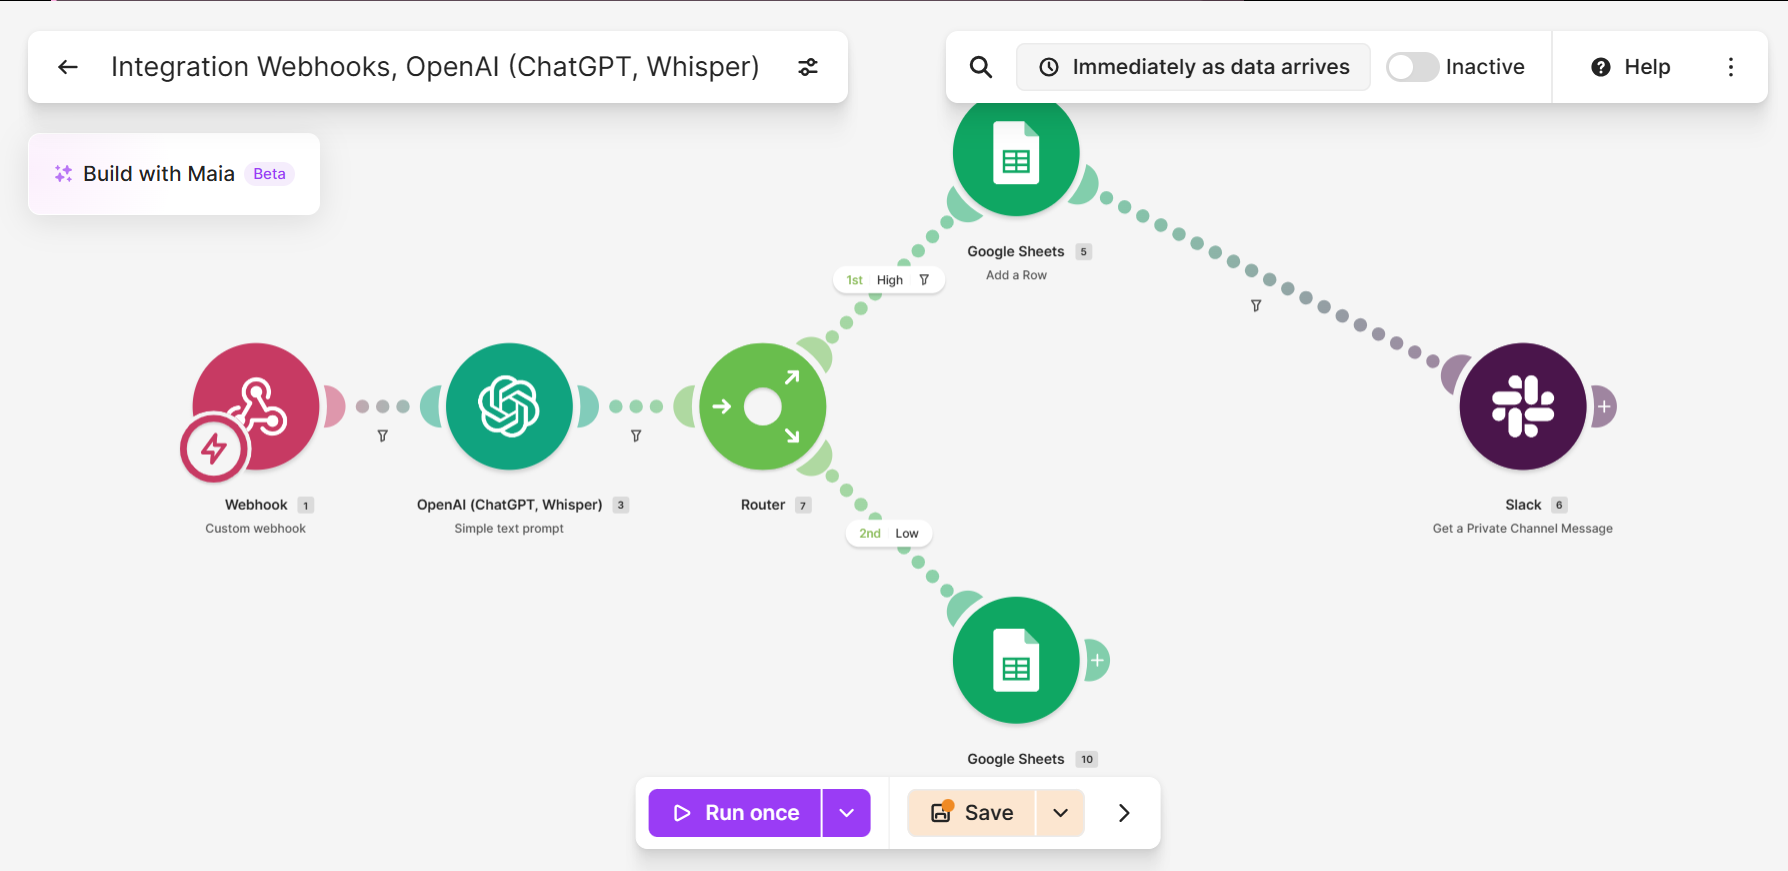 Integration Webhooks, OpenAI (ChatGPT, Whisper)
Immediately as data arrives
Inactive
Help
Build with Maia Beta
Google Sheets 5
Add a Row
1st High
Webhook 1
Custom webhook
OpenAI (ChatGPT, Whisper) 3
Simple text prompt
Router 7
Slack 6
Get a Private Channel Message
2nd Low
Google Sheets 10
Run once
Save